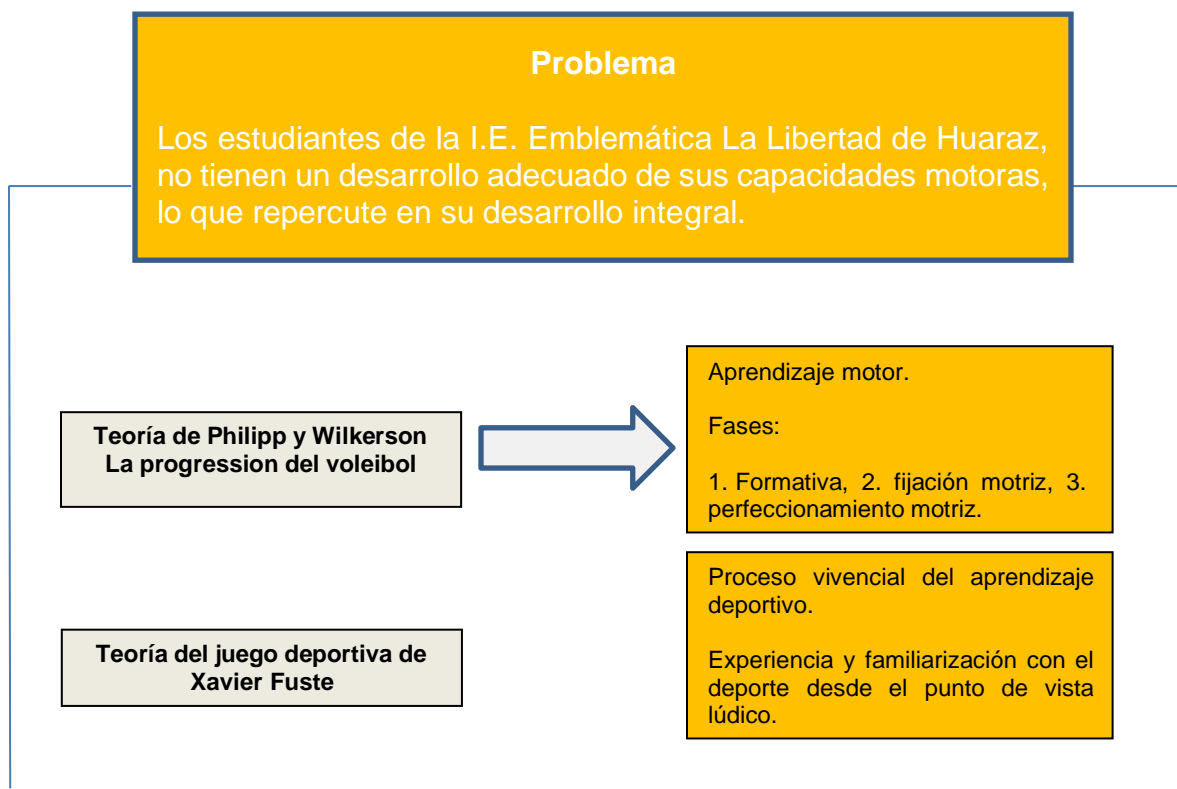 Problema
Los estudiantes de la I.E. Emblemática La Libertad de Huaraz,
no tienen un desarrollo adecuado de sus capacidades motoras,
lo que repercute en su desarrollo integral.
Teoría de Philipp y Wilkerson
La progression del voleibol
Aprendizaje motor.
Fases:
1. Formativa, 2. fijación motriz, 3.
perfeccionamiento motriz.
Teoría del juego deportiva de
Xavier Fuste
Proceso vivencial del aprendizaje
deportivo.
Experiencia y familiarización con el
deporte desde el punto de vista
lúdico.